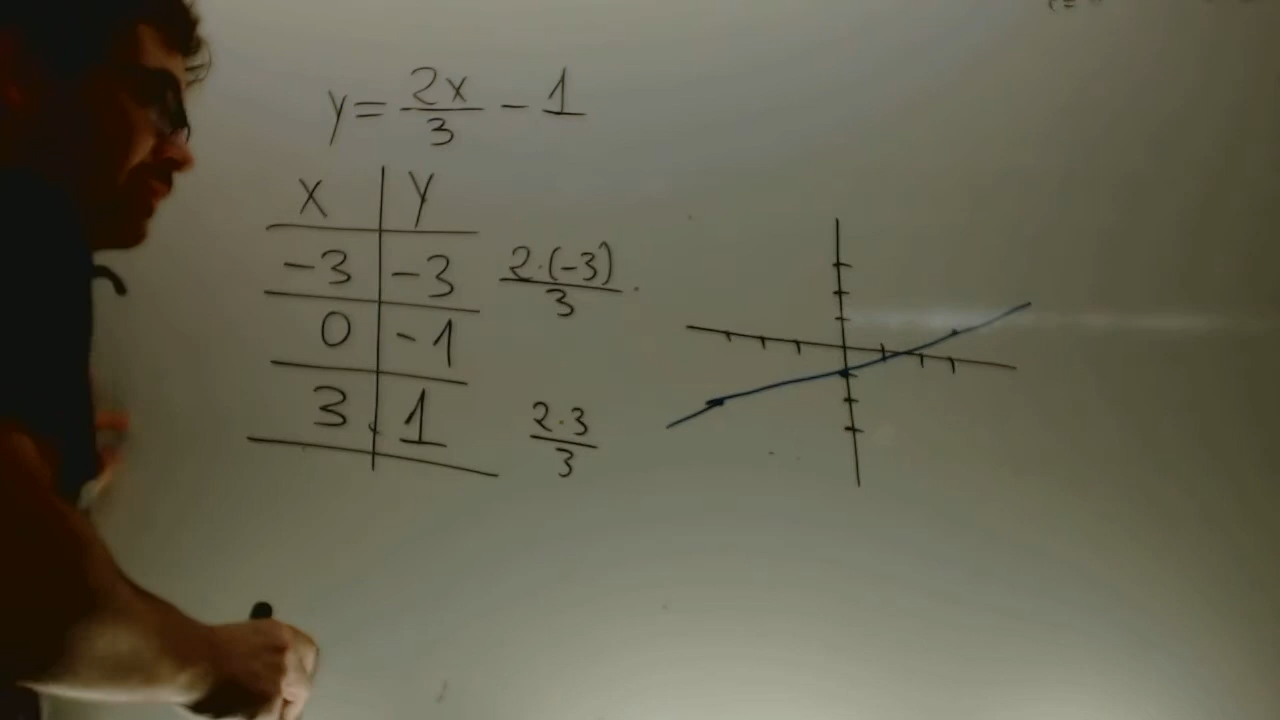 y = 2x/3 - 1
x y
-3 -3 2·(-3)/3
0 -1
3 1 2·3/3